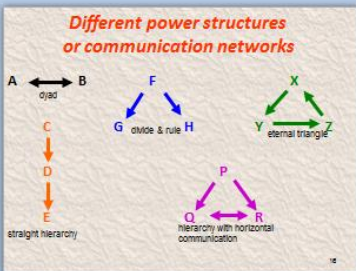 Different power structures
or communication networks
A B
dyad
F
G divide & rule H
X
Y Z
eternal triangle
C
D
E
straight hierarchy
P
Q R
hierarchy with horizontal
communication
16